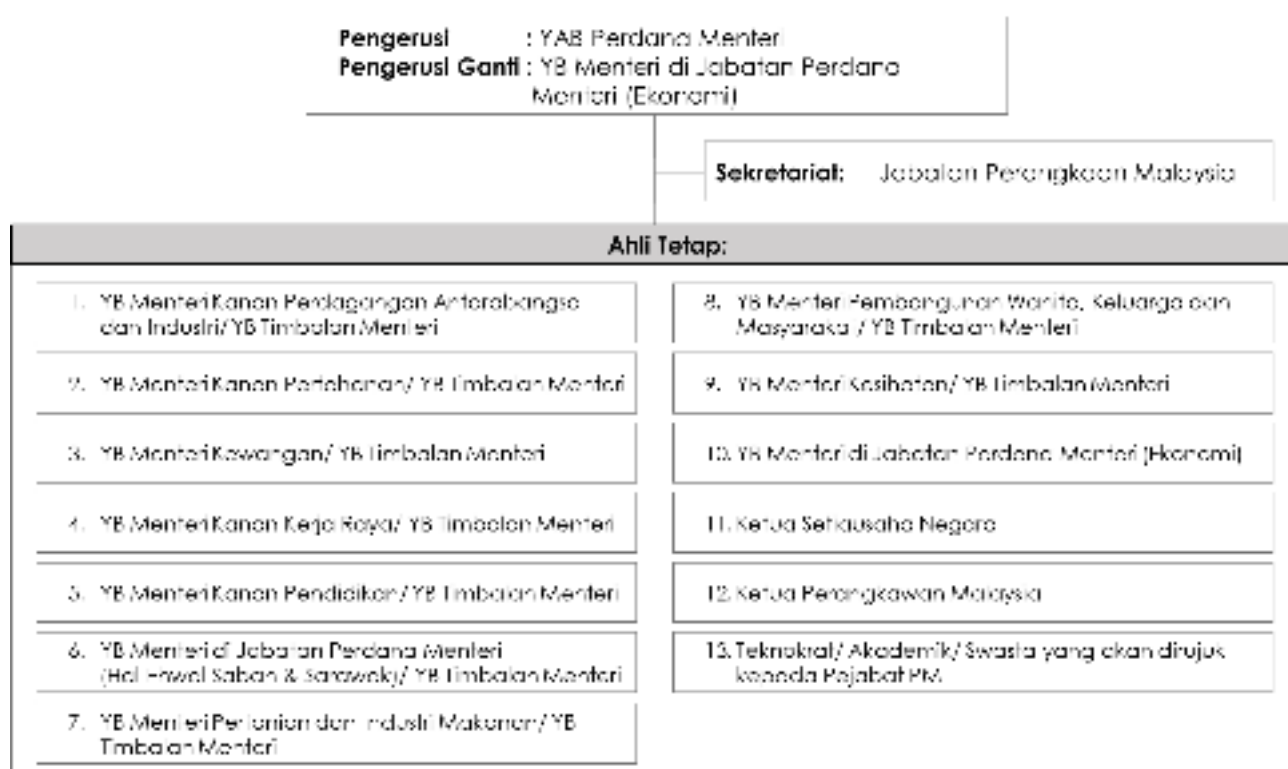 Pengerusi : YAB Perdana Menteri
Pengerusi Ganti : YB Menteri di Jabatan Perdana
Menteri (Ekonomi)
Sekretariat: Jabatan Perangkaan Malaysia
Ahli Tetap:
1. YB Menteri Kanan Perdagangan Antarabangsa
dan Industri/ YB Timbalan Menteri
2. YB Menteri Kanan Pertahanan/ YB Timbalan Menteri
3. YB Menteri Kewangan/ YB Timbalan Menteri
4. YB Menteri Kanan Kerja Raya/ YB Timbalan Menteri
5. YB Menteri Kanan Pendidikan/ YB Timbalan Menteri
6. YB Menteri di Jabatan Perdana Menteri
(Hal Ehwal Sabah & Sarawak)/ YB Timbalan Menteri
7. YB Menteri Pertanian dan Industri Makanan/ YB
Timbalan Menteri
8. YB Menteri Pembangunan Wanita, Keluarga dan
Masyarakat/ YB Timbalan Menteri
9. YB Menteri Kesihatan/ YB Timbalan Menteri
10. YB Menteri di Jabatan Perdana Menteri (Ekonomi)
11. Ketua Setiausaha Negara
12. Ketua Perangkawan Malaysia
13. Teknokrat/ Akademik/ Swasta yang akan dirujuk
kepada Pejabat PM